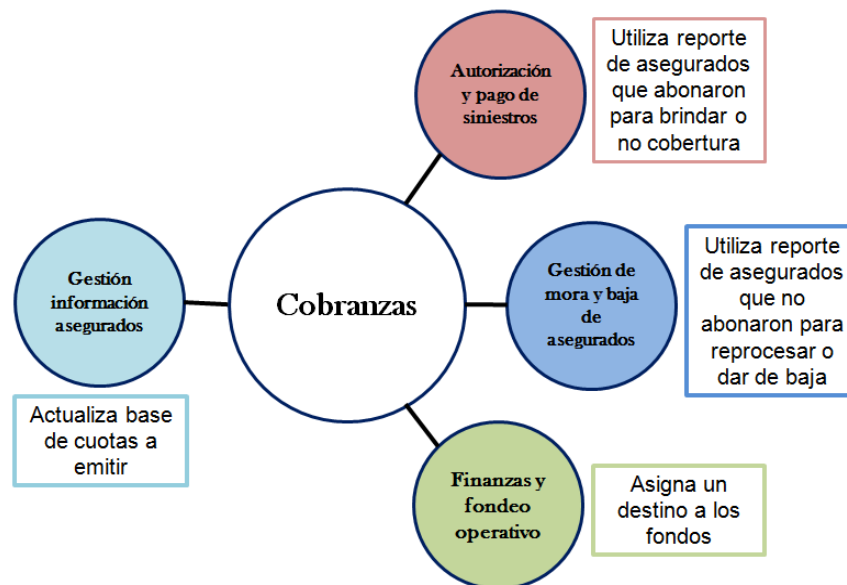 Autorización
y pago de
siniestros
Utiliza reporte
de asegurados
que abonaron
para brindar o
no cobertura
Gestión
información
asegurados
Actualiza base
de cuotas a
emitir
Cobranzas
Gestión de
mora y baja
de
asegurados
Utiliza reporte
de asegurados
que no
abonaron para
reprocesar o
dar de baja
Finanzas y
fondeo
operativo
Asigna un
destino a los
fondos